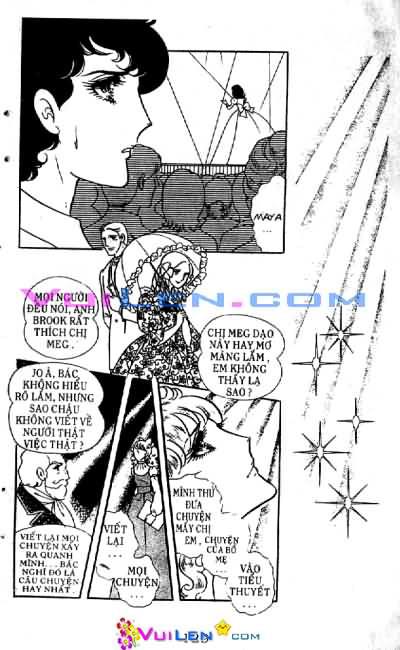 MAYA
...
MỌI NGƯỜI
ĐỀU NÓI, ANH
BROOK RẤT
THÍCH CHỊ
MEG.
CHỊ MEG DẠO
NÀY HAY MƠ
MÀNG LẮM,
EM KHÔNG
THẤY LẠ
SAO?
VUILEN.COM
JO À, BÁC
KHÔNG HIỂU
RÕ LẮM, NHƯNG
SAO CHÁU
KHÔNG VIẾT VỀ
NGƯỜI THẬT
VIỆC THẬT?
VIẾT LẠI MỌI
CHUYỆN XẢY
RA QUANH
MÌNH... BÁC
NGHĨ ĐÓ LÀ
CÂU CHUYỆN
HAY NHẤT.
VIẾT
LẠI
...
MỌI
CHUYỆN
...
MÌNH THỬ
ĐƯA
CHUYỆN
MẤY CHỊ
EM, CHUYỆN
CỦA BỐ
MẸ ...
VÀO
TIỂU
THUYẾT
...
VUILEN.COM